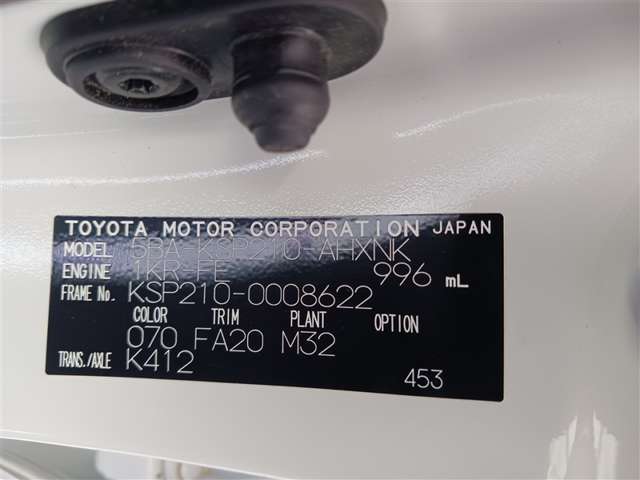 TOYOTA MOTOR CORPORATION JAPAN
MODEL 5BA-KSP210-AHXNK
ENGINE 1KR-FE 996 mL
FRAME No. KSP210-0008622
COLOR TRIM PLANT OPTION
070 FA20 M32
TRANS./AXLE K412
453